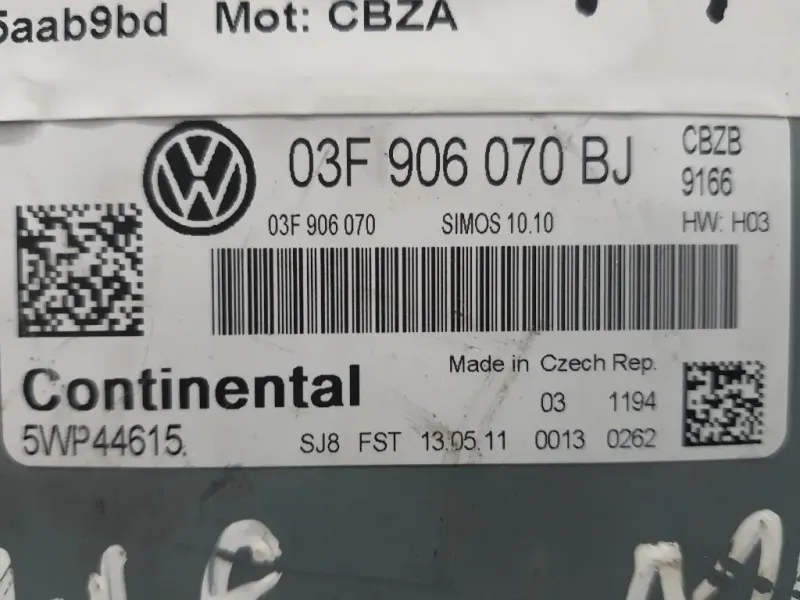 5aab9bd Mot: CBZA
03F 906 070 BJ CBZB
9166
03F 906 070 SIMOS 10.10 HW: H03
Made in Czech Rep.
Continental 03 1194
5WP44615. SJ8 FST 13.05.11 0013 0262